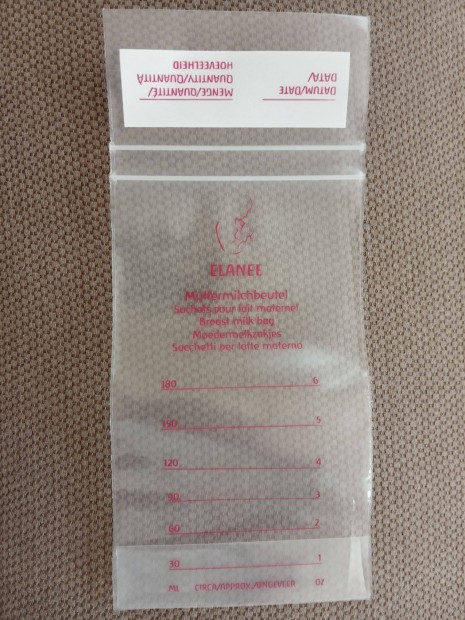 DATUM/DATE
DATA/
MENGE/QUANTITÉ/
QUANTITY/QUANTITÀ
HOEVEELHEID
ELANEE
Muttermilchbeutel
Sachets pour lait maternel
Breast milk bag
Moedermelkzakjes
Sacchetti per latte materno
180 6
150 5
120 4
90 3
60 2
30 1
ML CIRCA/APPROX./ONGEVEER OZ